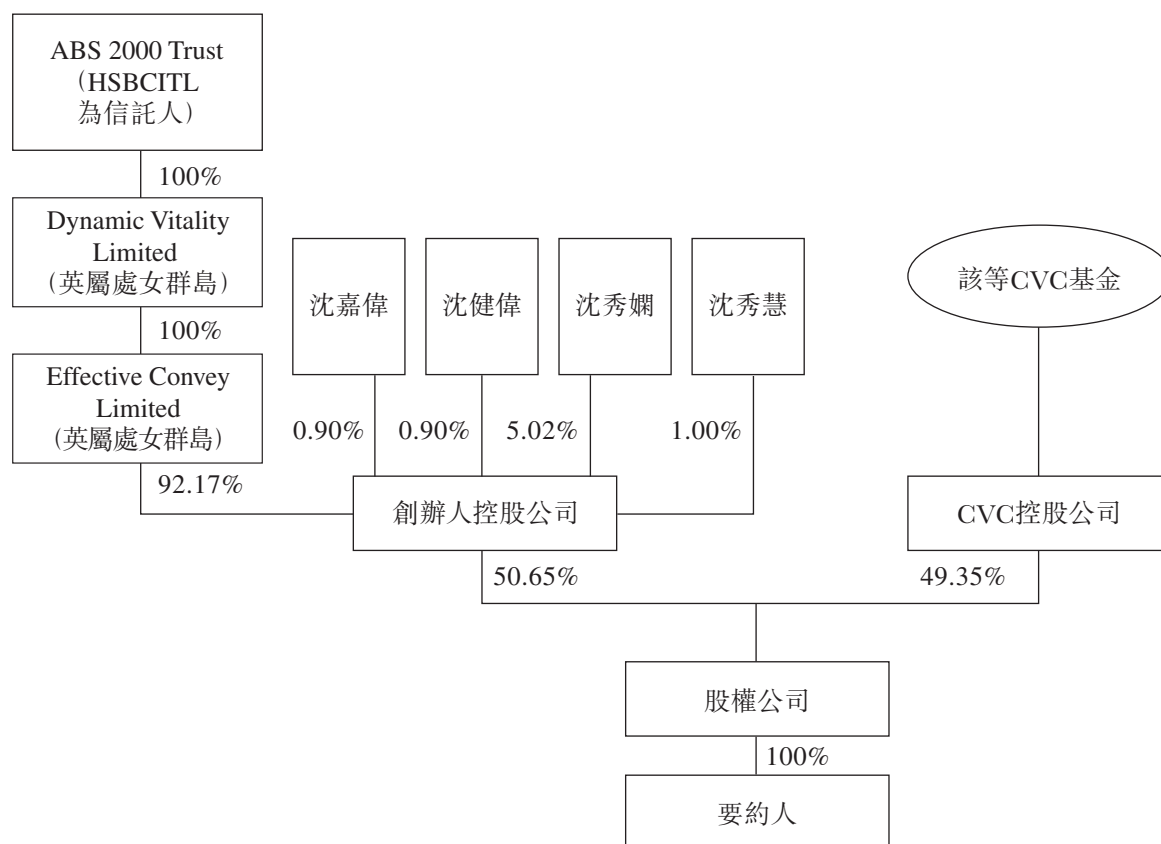 ABS 2000 Trust
（HSBCITL
為信託人）
100%
Dynamic Vitality
Limited
（英屬處女群島）
100%
Effective Convey
Limited
（英屬處女群島）
92.17%
沈嘉偉
沈健偉
沈秀嫻
沈秀慧
0.90%
0.90%
5.02%
1.00%
該等CVC基金
創辦人控股公司
CVC控股公司
50.65%
49.35%
股權公司
100%
要約人